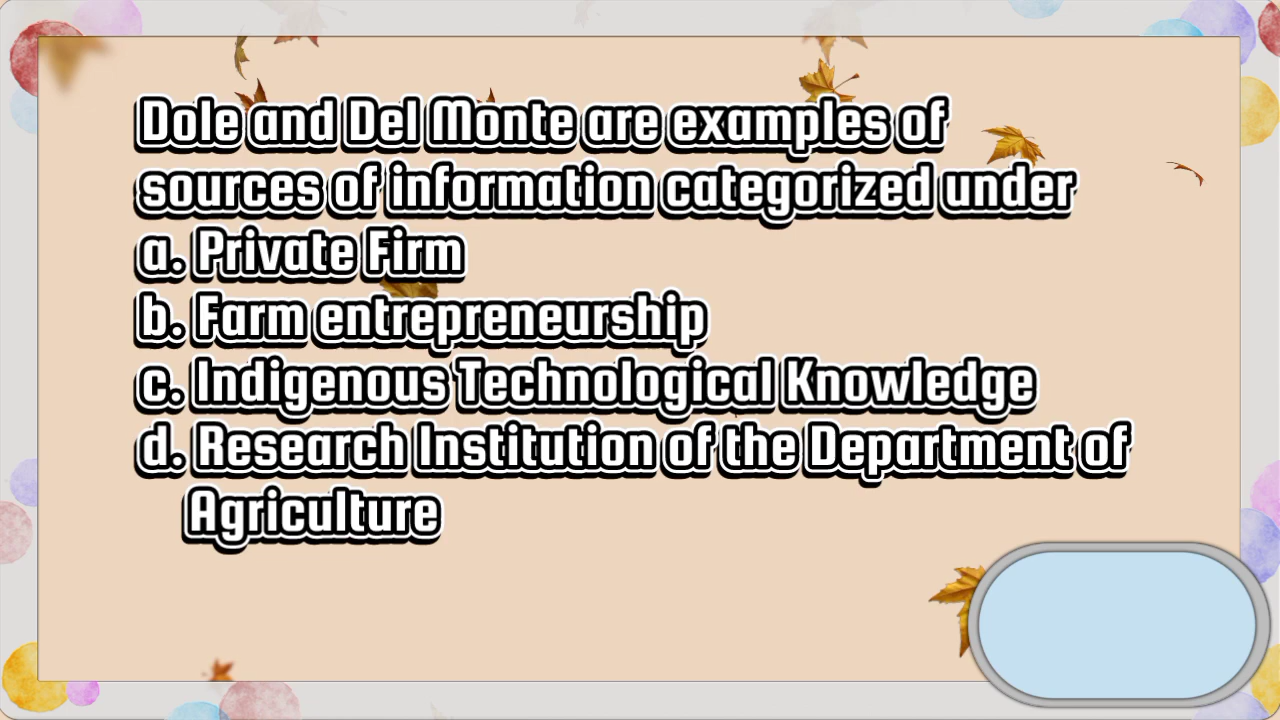 Dole and Del Monte are examples of
sources of information categorized under
a. Private Firm
b. Farm entrepreneurship
c. Indigenous Technological Knowledge
d. Research Institution of the Department of
Agriculture